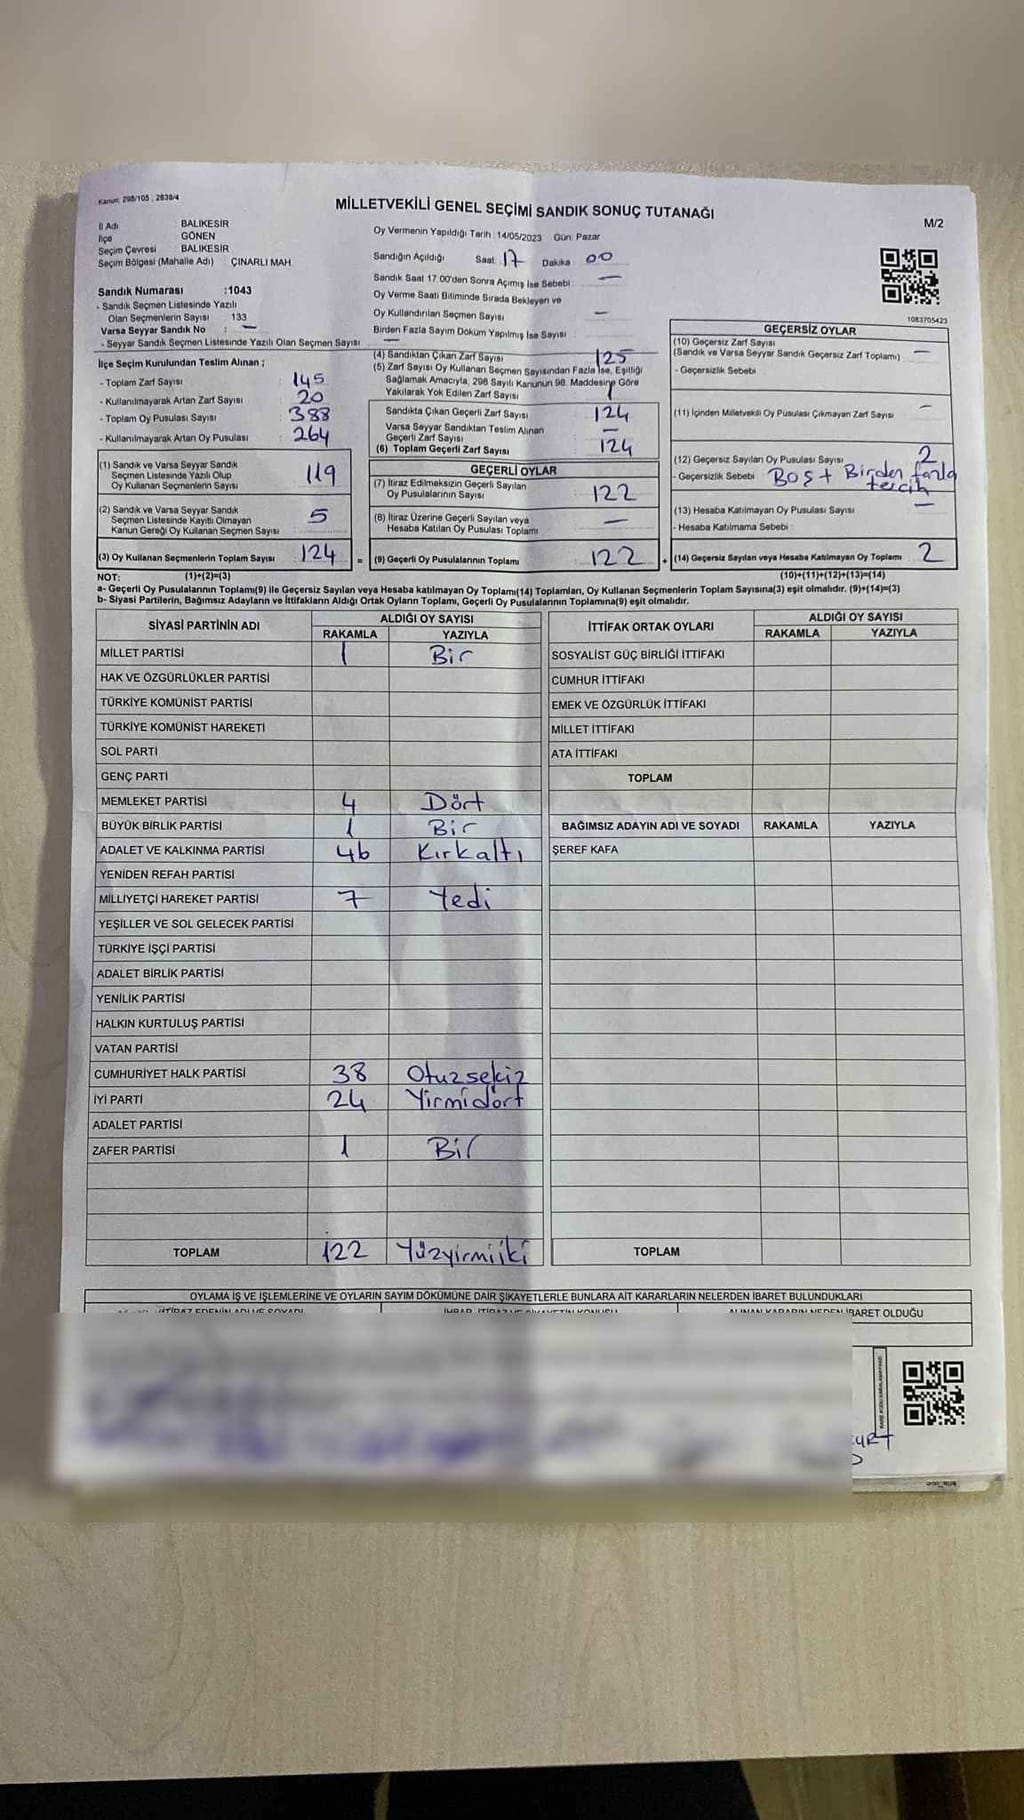 Kanun: 298/105 , 2839/4
MİLLETVEKİLİ GENEL SEÇİMİ SANDIK SONUÇ TUTANAĞI
M/2
İl Adı BALIKESİR
İlçe GÖNEN
Seçim Çevresi BALIKESİR
Seçim Bölgesi (Mahalle Adı) ÇINARLI MAH.
Sandık Numarası :1043
- Sandık Seçmen Listesinde Yazılı
Olan Seçmenlerin Sayısı : 133
Varsa Seyyar Sandık No : —
- Seyyar Sandık Seçmen Listesinde Yazılı Olan Seçmen Sayısı —
Oy Vermenin Yapıldığı Tarih :14/05/2023 Gün: Pazar
Sandığın Açıldığı Saat 17 Dakika 00
Sandık Saat 17 00'den Sonra Açımış İse Sebebi : —
Oy Verme Saati Bitiminde Sırada Bekleyen ve
Oy Kullandırılan Seçmen Sayısı —
Birden Fazla Sayım Döküm Yapılmış İse Sayısı
1083705423
İlçe Seçim Kurulundan Teslim Alınan ;
- Toplam Zarf Sayısı 145
- Kullanılmayarak Artan Zarf Sayısı 20
- Toplam Oy Pusulası Sayısı 388
- Kullanılmayarak Artan Oy Pusulası 264
(4) Sandıktan Çıkan Zarf Sayısı 125
(5) Zarf Sayısı Oy Kullanan Seçmen Sayısından Fazla İse, Eşitliği
Sağlamak Amacıyla, 298 Sayılı Kanunun 98. Maddesine Göre
Yakılarak Yok Edilen Zarf Sayısı 1
Sandıkta Çıkan Geçerli Zarf Sayısı 124
Varsa Seyyar Sandıktan Teslim Alınan
Geçerli Zarf Sayısı —
(6) Toplam Geçerli Zarf Sayısı 124
GEÇERSİZ OYLAR
(10) Geçersiz Zarf Sayısı
(Sandık ve Varsa Seyyar Sandık Geçersiz Zarf Toplamı) —
- Geçersizlik Sebebi
(11) İçinden Milletvekili Oy Pusulası Çıkmayan Zarf Sayısı —
(12) Geçersiz Sayılan Oy Pusulası Sayısı 2
- Geçersizlik Sebebi Boş + Birden fazla
tercih
(13) Hesaba Katılmayan Oy Pusulası Sayısı —
- Hesaba Katılmama Sebebi :
(14) Geçersiz Sayılan veya Hesaba Katılmayan Oy Toplamı 2
(10)+(11)+(12)+(13)=(14)
(1) Sandık ve Varsa Seyyar Sandık
Seçmen Listesinde Yazılı Olup
Oy Kullanan Seçmenlerin Sayısı 119
(2) Sandık ve Varsa Seyyar Sandık
Seçmen Listesinde Kayıtlı Olmayan
Kanun Gereği Oy Kullanan Seçmen Sayısı 5
(3) Oy Kullanan Seçmenlerin Toplam Sayısı 124 =
GEÇERLİ OYLAR
(7) İtiraz Edilmeksizin Geçerli Sayılan
Oy Pusulalarının Sayısı 122
(8) İtiraz Üzerine Geçerli Sayılan veya
Hesaba Katılan Oy Pusulası Toplamı —
(9) Geçerli Oy Pusulalarının Toplamı 122 +
NOT: (1)+(2)=(3)
a- Geçerli Oy Pusulalarının Toplamı(9) ile Geçersiz Sayılan veya Hesaba katılmayan Oy Toplamı(14) Toplamları, Oy Kullanan Seçmenlerin Toplam Sayısına(3) eşit olmalıdır. (9)+(14)=(3)
b- Siyasi Partilerin, Bağımsız Adayların ve İttifakların Aldığı Ortak Oyların Toplamı, Geçerli Oy Pusulalarının Toplamına(9) eşit olmalıdır.
SİYASİ PARTİNİN ADI ALDIĞI OY SAYISI
RAKAMLA YAZIYLA
MİLLET PARTİSİ 1 Bir
HAK VE ÖZGÜRLÜKLER PARTİSİ
TÜRKİYE KOMÜNİST PARTİSİ
TÜRKİYE KOMÜNİST HAREKETİ
SOL PARTİ
GENÇ PARTİ
MEMLEKET PARTİSİ 4 Dört
BÜYÜK BİRLİK PARTİSİ 1 Bir
ADALET VE KALKINMA PARTİSİ 46 Kırkaltı
YENİDEN REFAH PARTİSİ
MİLLİYETÇİ HAREKET PARTİSİ 7 Yedi
YEŞİLLER VE SOL GELECEK PARTİSİ
TÜRKİYE İŞÇİ PARTİSİ
ADALET BİRLİK PARTİSİ
YENİLİK PARTİSİ
HALKIN KURTULUŞ PARTİSİ
VATAN PARTİSİ
CUMHURİYET HALK PARTİSİ 38 Otuzsekiz
İYİ PARTİ 24 Yirmidört
ADALET PARTİSİ
ZAFER PARTİSİ 1 Bir
TOPLAM 122 Yüzyirmiiki
İTTİFAK ORTAK OYLARI ALDIĞI OY SAYISI
RAKAMLA YAZIYLA
SOSYALİST GÜÇ BİRLİĞİ İTTİFAKI
CUMHUR İTTİFAKI
EMEK VE ÖZGÜRLÜK İTTİFAKI
MİLLET İTTİFAKI
ATA İTTİFAKI
TOPLAM
BAĞIMSIZ ADAYIN ADI VE SOYADI RAKAMLA YAZIYLA
ŞEREF KAFA
TOPLAM
OYLAMA İŞ VE İŞLEMLERİNE VE OYLARIN SAYIM DÖKÜMÜNE DAİR ŞİKAYETLERLE BUNLARA AİT KARARLARIN NELERDEN İBARET BULUNDUKLARI
İTİRAZ EDENİN ADI VE SOYADI İHBAR, İTİRAZ VE ŞİKAYETİN KONUSU ALINAN KARARIN NEDEN İBARET OLDUĞU